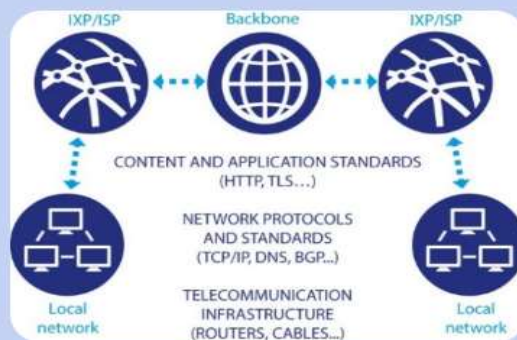 IXP/ISP
Backbone
IXP/ISP
CONTENT AND APPLICATION STANDARDS
(HTTP, TLS...)
NETWORK PROTOCOLS
AND STANDARDS
(TCP/IP, DNS, BGP...)
TELECOMMUNICATION
INFRASTRUCTURE
(ROUTERS, CABLES...)
Local
network
Local
network